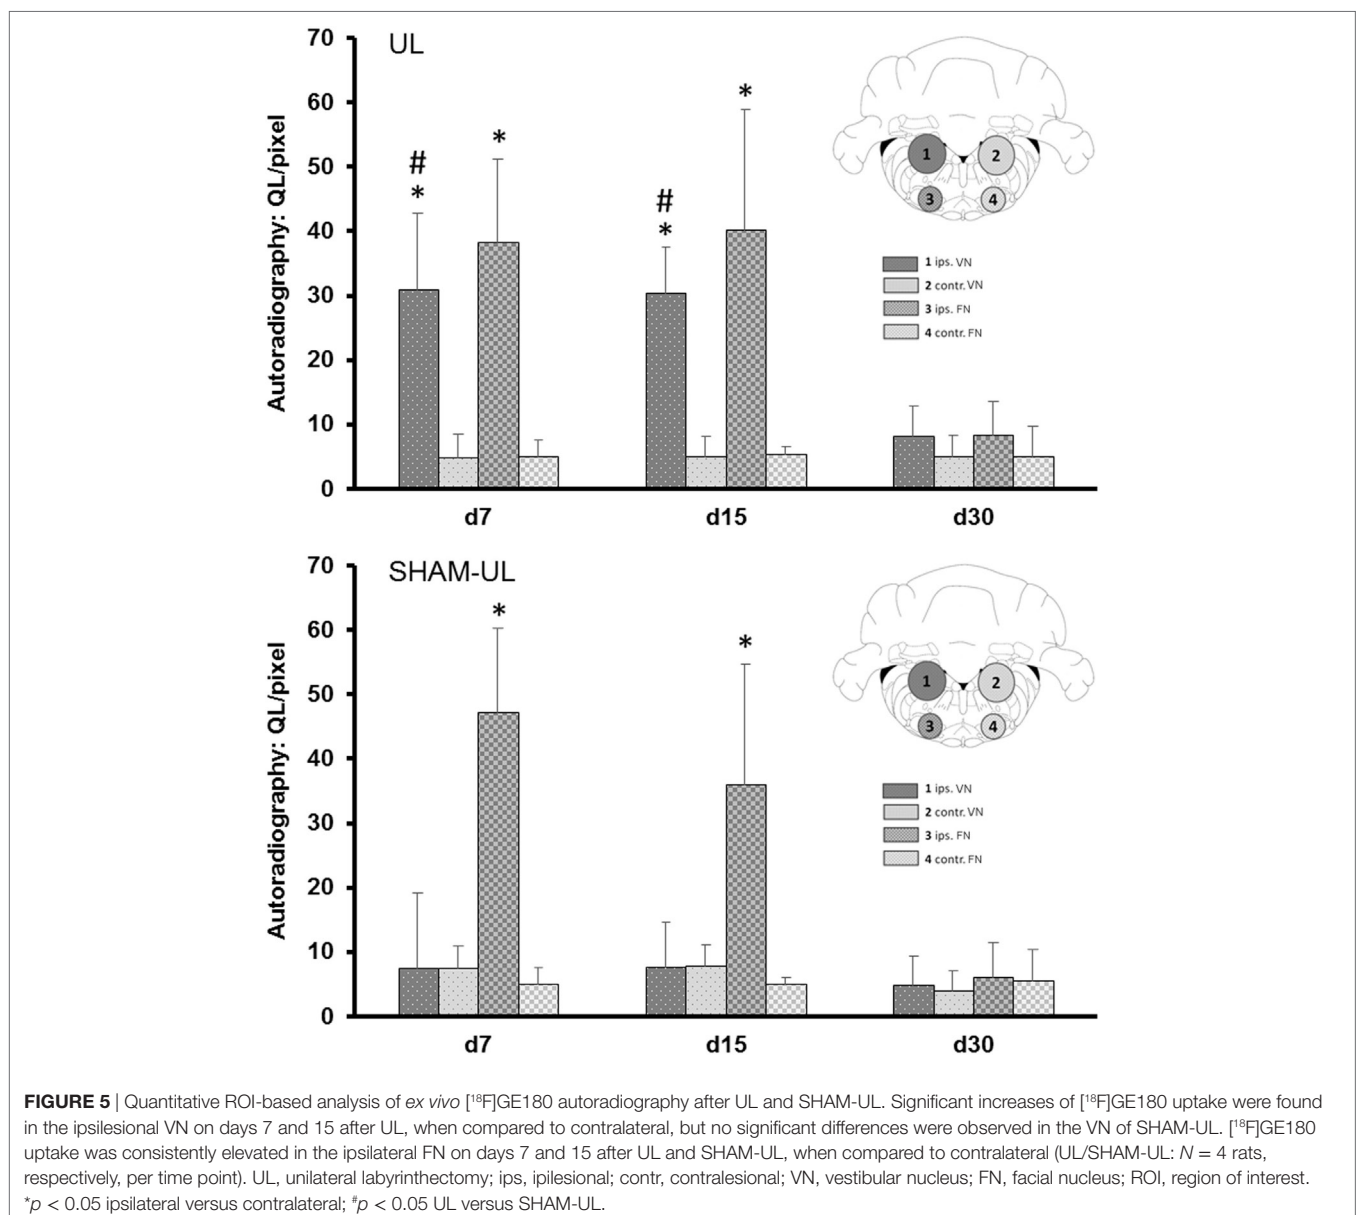 UL
70
60
50
40
30
20
10
0
Autoradiography: QL/pixel
#
*
*
#
*
*
d7
d15
d30
1
2
3
4
1 ips. VN
2 contr. VN
3 ips. FN
4 contr. FN
SHAM-UL
70
60
50
40
30
20
10
0
Autoradiography: QL/pixel
*
*
d7
d15
d30
1
2
3
4
1 ips. VN
2 contr. VN
3 ips. FN
4 contr. FN
FIGURE 5 | Quantitative ROI-based analysis of ex vivo [¹⁸F]GE180 autoradiography after UL and SHAM-UL. Significant increases of [¹⁸F]GE180 uptake were found
in the ipsilesional VN on days 7 and 15 after UL, when compared to contralateral, but no significant differences were observed in the VN of SHAM-UL. [¹⁸F]GE180
uptake was consistently elevated in the ipsilateral FN on days 7 and 15 after UL and SHAM-UL, when compared to contralateral (UL/SHAM-UL: N = 4 rats,
respectively, per time point). UL, unilateral labyrinthectomy; ips, ipilesional; contr, contralesional; VN, vestibular nucleus; FN, facial nucleus; ROI, region of interest.
*p < 0.05 ipsilateral versus contralateral; #p < 0.05 UL versus SHAM-UL.